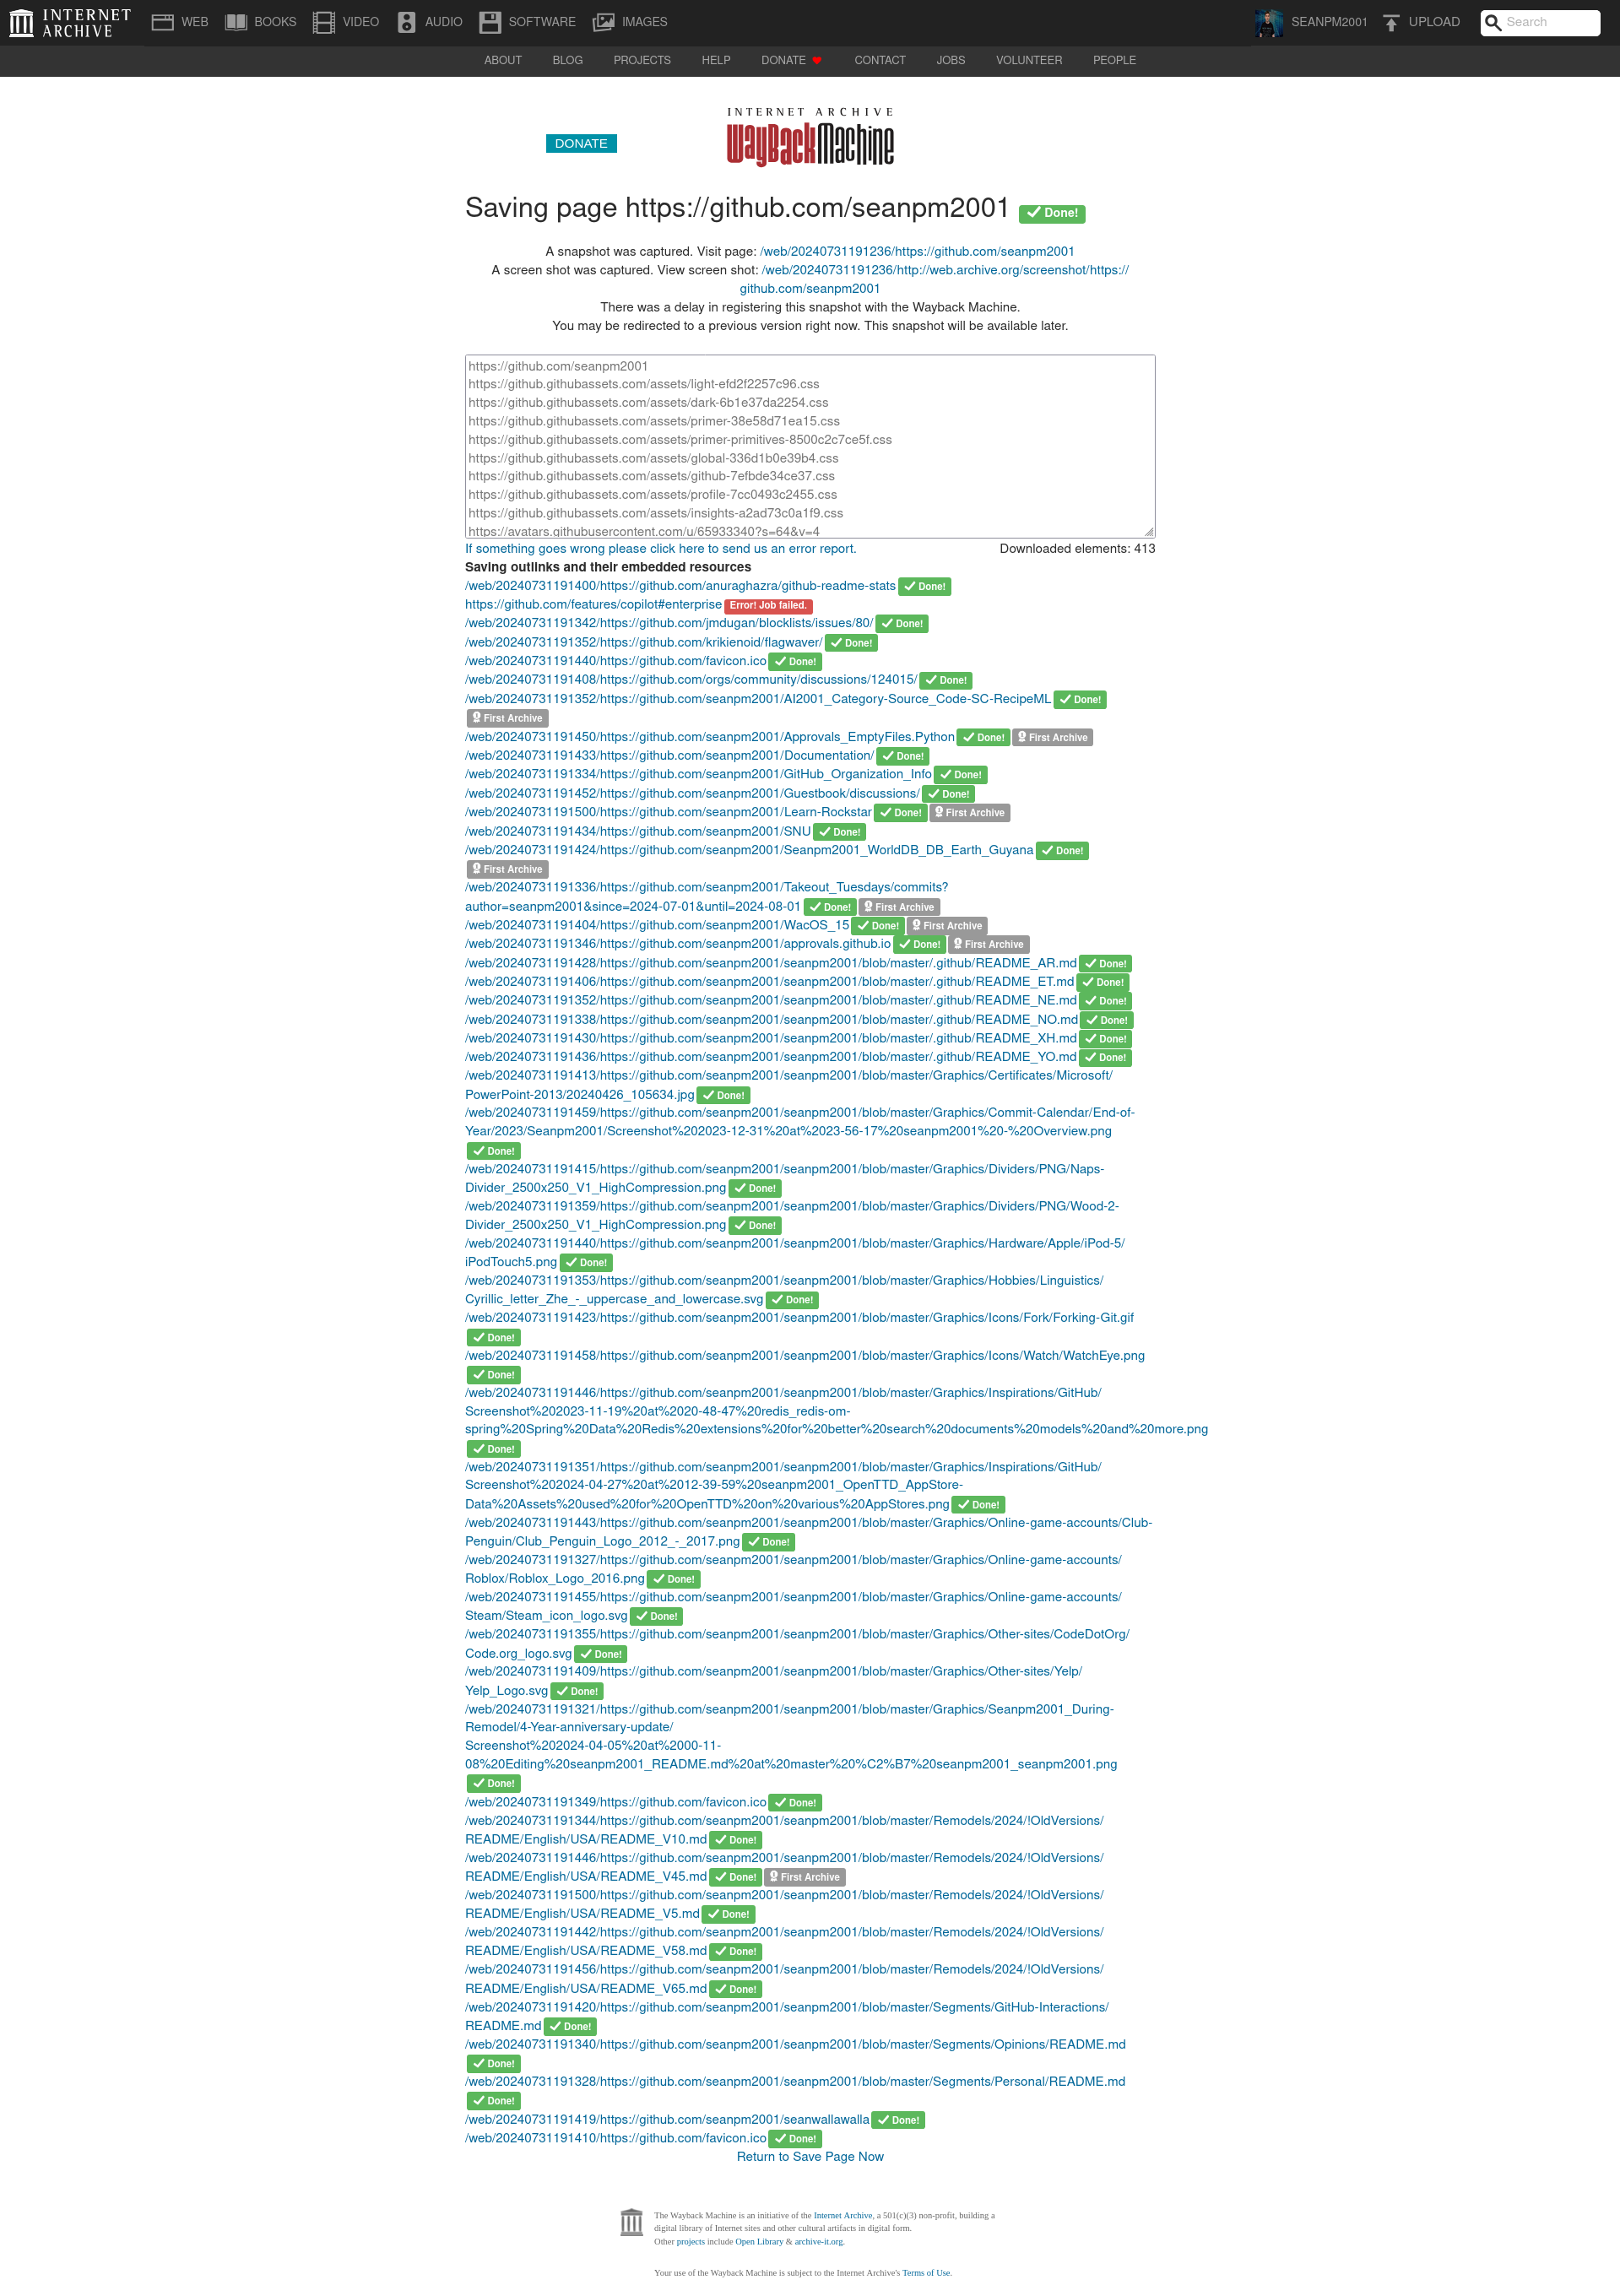 INTERNET ARCHIVE WEB BOOKS VIDEO AUDIO SOFTWARE IMAGES SEANPM2001 UPLOAD Search
ABOUT BLOG PROJECTS HELP DONATE CONTACT JOBS VOLUNTEER PEOPLE
INTERNET ARCHIVE
DONATE WayBackMachine
Saving page https://github.com/seanpm2001 Done!
A snapshot was captured. Visit page: /web/20240731191236/https://github.com/seanpm2001
A screen shot was captured. View screen shot: /web/20240731191236/http://web.archive.org/screenshot/https://
github.com/seanpm2001
There was a delay in registering this snapshot with the Wayback Machine.
You may be redirected to a previous version right now. This snapshot will be available later.
https://github.com/seanpm2001
https://github.githubassets.com/assets/light-efd2f2257c96.css
https://github.githubassets.com/assets/dark-6b1e37da2254.css
https://github.githubassets.com/assets/primer-38e58d71ea15.css
https://github.githubassets.com/assets/primer-primitives-8500c2c7ce5f.css
https://github.githubassets.com/assets/global-336d1b0e39b4.css
https://github.githubassets.com/assets/github-7efbde34ce37.css
https://github.githubassets.com/assets/profile-7cc0493c2455.css
https://github.githubassets.com/assets/insights-a2ad73c0a1f9.css
https://avatars.githubusercontent.com/u/65933340?s=64&v=4
If something goes wrong please click here to send us an error report. Downloaded elements: 413
Saving outlinks and their embedded resources
/web/20240731191400/https://github.com/anuraghazra/github-readme-stats Done!
https://github.com/features/copilot#enterprise Error! Job failed.
/web/20240731191342/https://github.com/jmdugan/blocklists/issues/80/ Done!
/web/20240731191352/https://github.com/krikienoid/flagwaver/ Done!
/web/20240731191440/https://github.com/favicon.ico Done!
/web/20240731191408/https://github.com/orgs/community/discussions/124015/ Done!
/web/20240731191352/https://github.com/seanpm2001/AI2001_Category-Source_Code-SC-RecipeML Done!
First Archive
/web/20240731191450/https://github.com/seanpm2001/Approvals_EmptyFiles.Python Done! First Archive
/web/20240731191433/https://github.com/seanpm2001/Documentation/ Done!
/web/20240731191334/https://github.com/seanpm2001/GitHub_Organization_Info Done!
/web/20240731191452/https://github.com/seanpm2001/Guestbook/discussions/ Done!
/web/20240731191500/https://github.com/seanpm2001/Learn-Rockstar Done! First Archive
/web/20240731191434/https://github.com/seanpm2001/SNU Done!
/web/20240731191424/https://github.com/seanpm2001/Seanpm2001_WorldDB_DB_Earth_Guyana Done!
First Archive
/web/20240731191336/https://github.com/seanpm2001/Takeout_Tuesdays/commits?
author=seanpm2001&since=2024-07-01&until=2024-08-01 Done! First Archive
/web/20240731191404/https://github.com/seanpm2001/WacOS_15 Done! First Archive
/web/20240731191346/https://github.com/seanpm2001/approvals.github.io Done! First Archive
/web/20240731191428/https://github.com/seanpm2001/seanpm2001/blob/master/.github/README_AR.md Done!
/web/20240731191406/https://github.com/seanpm2001/seanpm2001/blob/master/.github/README_ET.md Done!
/web/20240731191352/https://github.com/seanpm2001/seanpm2001/blob/master/.github/README_NE.md Done!
/web/20240731191338/https://github.com/seanpm2001/seanpm2001/blob/master/.github/README_NO.md Done!
/web/20240731191430/https://github.com/seanpm2001/seanpm2001/blob/master/.github/README_XH.md Done!
/web/20240731191436/https://github.com/seanpm2001/seanpm2001/blob/master/.github/README_YO.md Done!
/web/20240731191413/https://github.com/seanpm2001/seanpm2001/blob/master/Graphics/Certificates/Microsoft/
PowerPoint-2013/20240426_105634.jpg Done!
/web/20240731191459/https://github.com/seanpm2001/seanpm2001/blob/master/Graphics/Commit-Calendar/End-of-
Year/2023/Seanpm2001/Screenshot%202023-12-31%20at%2023-56-17%20seanpm2001%20-%20Overview.png
Done!
/web/20240731191415/https://github.com/seanpm2001/seanpm2001/blob/master/Graphics/Dividers/PNG/Naps-
Divider_2500x250_V1_HighCompression.png Done!
/web/20240731191359/https://github.com/seanpm2001/seanpm2001/blob/master/Graphics/Dividers/PNG/Wood-2-
Divider_2500x250_V1_HighCompression.png Done!
/web/20240731191440/https://github.com/seanpm2001/seanpm2001/blob/master/Graphics/Hardware/Apple/iPod-5/
iPodTouch5.png Done!
/web/20240731191353/https://github.com/seanpm2001/seanpm2001/blob/master/Graphics/Hobbies/Linguistics/
Cyrillic_letter_Zhe_-_uppercase_and_lowercase.svg Done!
/web/20240731191423/https://github.com/seanpm2001/seanpm2001/blob/master/Graphics/Icons/Fork/Forking-Git.gif
Done!
/web/20240731191458/https://github.com/seanpm2001/seanpm2001/blob/master/Graphics/Icons/Watch/WatchEye.png
Done!
/web/20240731191446/https://github.com/seanpm2001/seanpm2001/blob/master/Graphics/Inspirations/GitHub/
Screenshot%202023-11-19%20at%2020-48-47%20redis_redis-om-
spring%20Spring%20Data%20Redis%20extensions%20for%20better%20search%20documents%20models%20and%20more.png
Done!
/web/20240731191351/https://github.com/seanpm2001/seanpm2001/blob/master/Graphics/Inspirations/GitHub/
Screenshot%202024-04-27%20at%2012-39-59%20seanpm2001_OpenTTD_AppStore-
Data%20Assets%20used%20for%20OpenTTD%20on%20various%20AppStores.png Done!
/web/20240731191443/https://github.com/seanpm2001/seanpm2001/blob/master/Graphics/Online-game-accounts/Club-
Penguin/Club_Penguin_Logo_2012_-_2017.png Done!
/web/20240731191327/https://github.com/seanpm2001/seanpm2001/blob/master/Graphics/Online-game-accounts/
Roblox/Roblox_Logo_2016.png Done!
/web/20240731191455/https://github.com/seanpm2001/seanpm2001/blob/master/Graphics/Online-game-accounts/
Steam/Steam_icon_logo.svg Done!
/web/20240731191355/https://github.com/seanpm2001/seanpm2001/blob/master/Graphics/Other-sites/CodeDotOrg/
Code.org_logo.svg Done!
/web/20240731191409/https://github.com/seanpm2001/seanpm2001/blob/master/Graphics/Other-sites/Yelp/
Yelp_Logo.svg Done!
/web/20240731191321/https://github.com/seanpm2001/seanpm2001/blob/master/Graphics/Seanpm2001_During-
Remodel/4-Year-anniversary-update/
Screenshot%202024-04-05%20at%2000-11-
08%20Editing%20seanpm2001_README.md%20at%20master%20%C2%B7%20seanpm2001_seanpm2001.png
Done!
/web/20240731191349/https://github.com/favicon.ico Done!
/web/20240731191344/https://github.com/seanpm2001/seanpm2001/blob/master/Remodels/2024/!OldVersions/
README/English/USA/README_V10.md Done!
/web/20240731191446/https://github.com/seanpm2001/seanpm2001/blob/master/Remodels/2024/!OldVersions/
README/English/USA/README_V45.md Done! First Archive
/web/20240731191500/https://github.com/seanpm2001/seanpm2001/blob/master/Remodels/2024/!OldVersions/
README/English/USA/README_V5.md Done!
/web/20240731191442/https://github.com/seanpm2001/seanpm2001/blob/master/Remodels/2024/!OldVersions/
README/English/USA/README_V58.md Done!
/web/20240731191456/https://github.com/seanpm2001/seanpm2001/blob/master/Remodels/2024/!OldVersions/
README/English/USA/README_V65.md Done!
/web/20240731191420/https://github.com/seanpm2001/seanpm2001/blob/master/Segments/GitHub-Interactions/
README.md Done!
/web/20240731191340/https://github.com/seanpm2001/seanpm2001/blob/master/Segments/Opinions/README.md
Done!
/web/20240731191328/https://github.com/seanpm2001/seanpm2001/blob/master/Segments/Personal/README.md
Done!
/web/20240731191419/https://github.com/seanpm2001/seanwallawalla Done!
/web/20240731191410/https://github.com/favicon.ico Done!
Return to Save Page Now
The Wayback Machine is an initiative of the Internet Archive, a 501(c)(3) non-profit, building a
digital library of Internet sites and other cultural artifacts in digital form.
Other projects include Open Library & archive-it.org.
Your use of the Wayback Machine is subject to the Internet Archive's Terms of Use.